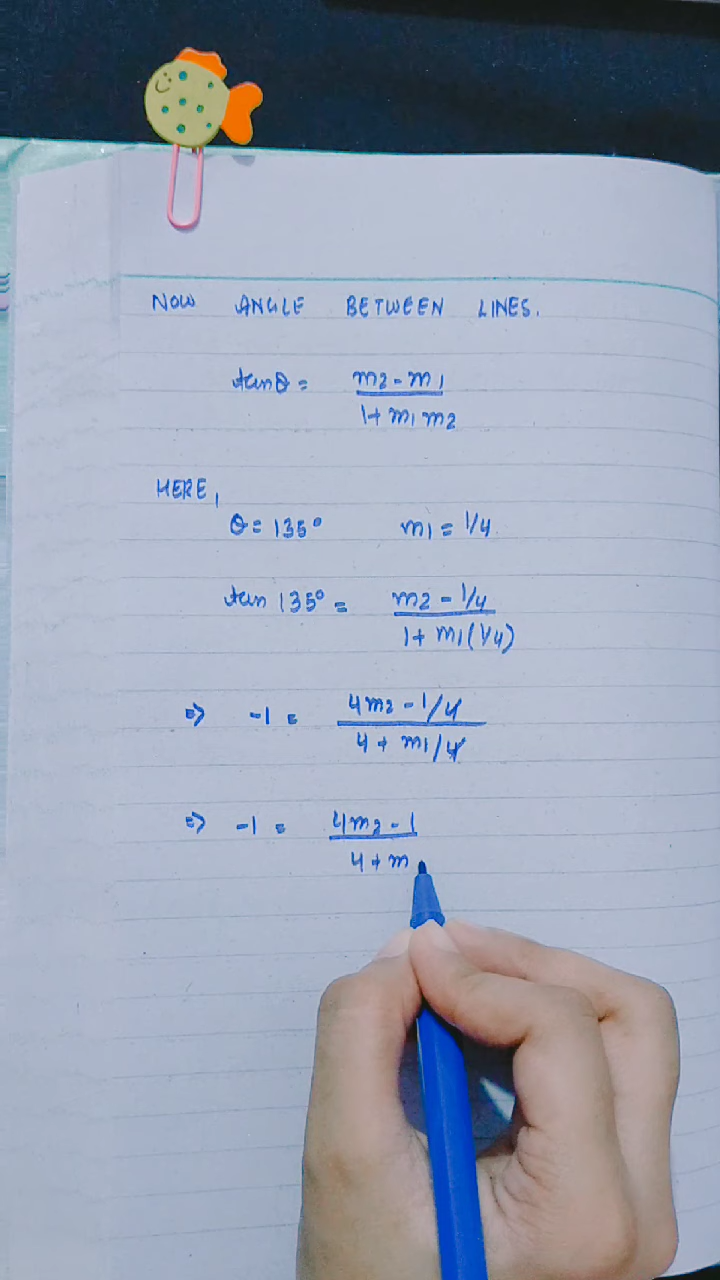 NOW ANGLE BETWEEN LINES.
tanθ = m2 - m1
1 + m1 m2
HERE,
θ = 135° m1 = 1/4
tan 135° = m2 - 1/4
1 + m1(1/4)
⇒ -1 = 4m2 - 1/4
4 + m1/4
⇒ -1 = 4m2 - 1
4 + m